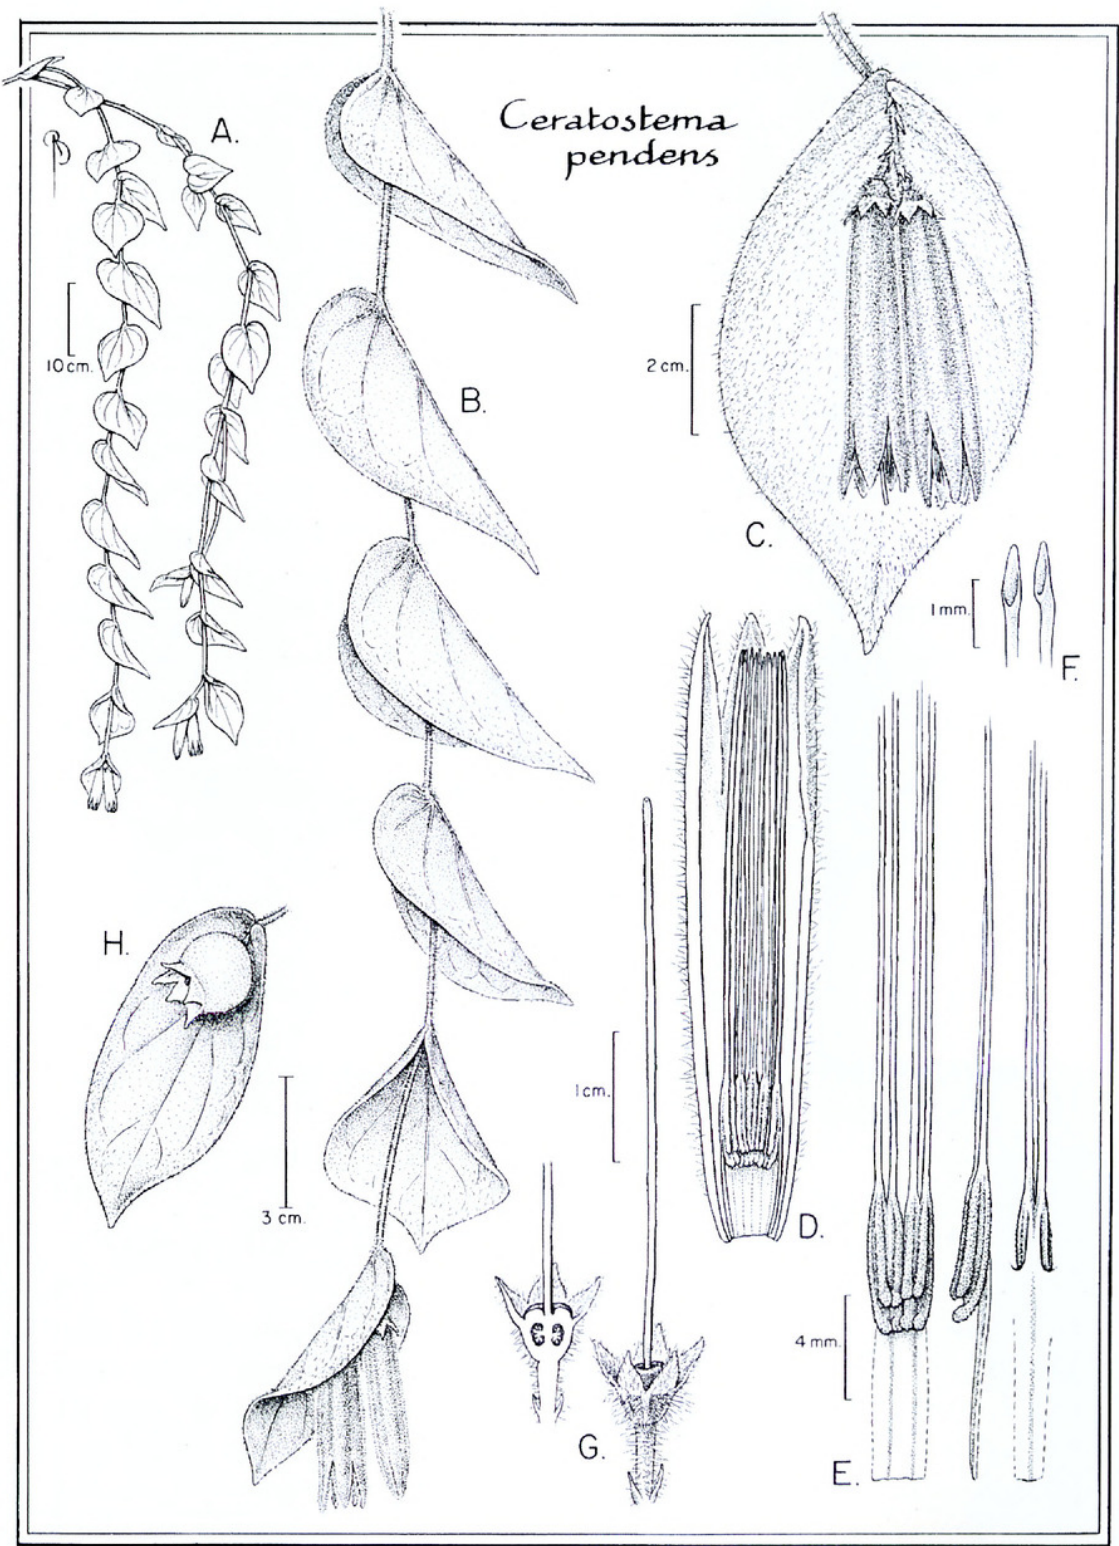 Ceratostema
pendens
A.
10 cm.
B.
2 cm.
C.
1 mm.
F.
H.
3 cm.
1 cm.
D.
4 mm.
G.
E.